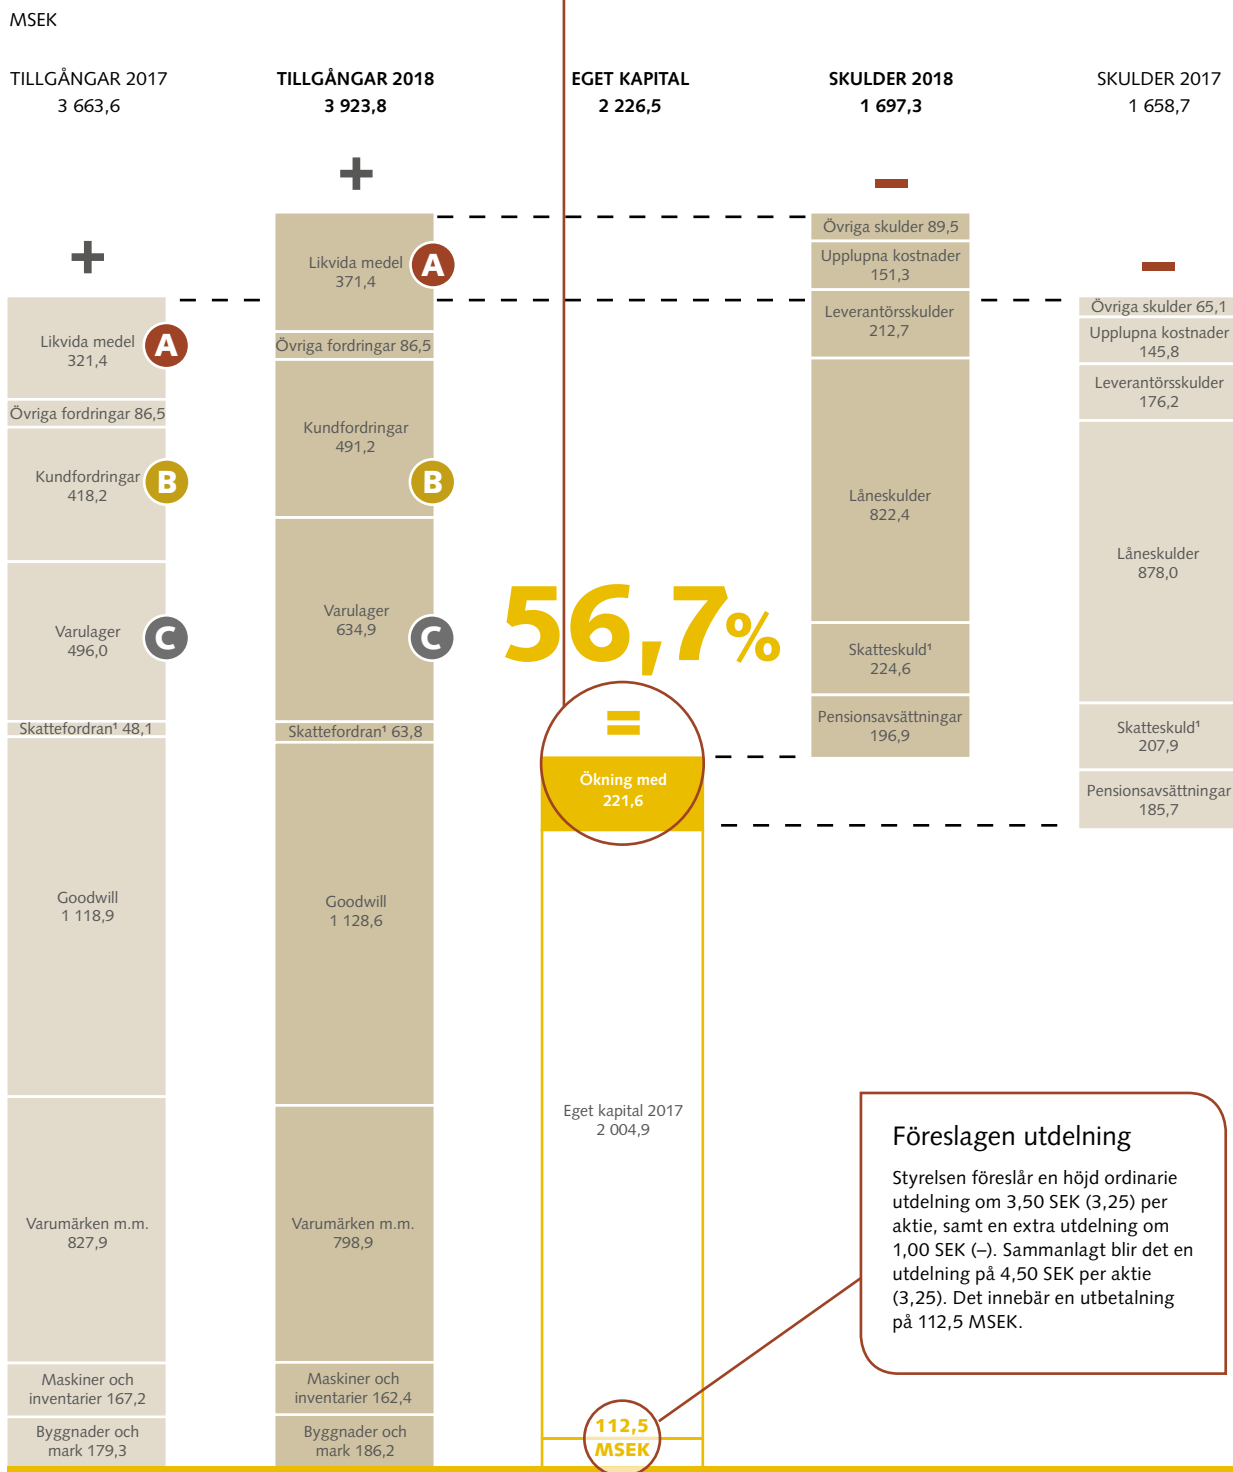 MSEK
TILLGÅNGAR 2017
3 663,6
TILLGÅNGAR 2018
3 923,8
EGET KAPITAL
2 226,5
SKULDER 2018
1 697,3
SKULDER 2017
1 658,7
+
Likvida medel
321,4
A
Övriga fordringar 86,5
Kundfordringar
418,2
B
Varulager
496,0
C
Skattefordran¹ 48,1
Goodwill
1 118,9
Varumärken m.m.
827,9
Maskiner och
inventarier 167,2
Byggnader och
mark 179,3
+
Likvida medel
371,4
A
Övriga fordringar 86,5
Kundfordringar
491,2
B
Varulager
634,9
C
Skattefordran¹ 63,8
Goodwill
1 128,6
Varumärken m.m.
798,9
Maskiner och
inventarier 162,4
Byggnader och
mark 186,2
56,7%
=
Ökning med
221,6
Eget kapital 2017
2 004,9
112,5
MSEK
–
Övriga skulder 89,5
Upplupna kostnader
151,3
Leverantörsskulder
212,7
Låneskulder
822,4
Skatteskuld¹
224,6
Pensionsavsättningar
196,9
–
Övriga skulder 65,1
Upplupna kostnader
145,8
Leverantörsskulder
176,2
Låneskulder
878,0
Skatteskuld¹
207,9
Pensionsavsättningar
185,7
Föreslagen utdelning
Styrelsen föreslår en höjd ordinarie
utdelning om 3,50 SEK (3,25) per
aktie, samt en extra utdelning om
1,00 SEK (–). Sammanlagt blir det en
utdelning på 4,50 SEK per aktie
(3,25). Det innebär en utbetalning
på 112,5 MSEK.